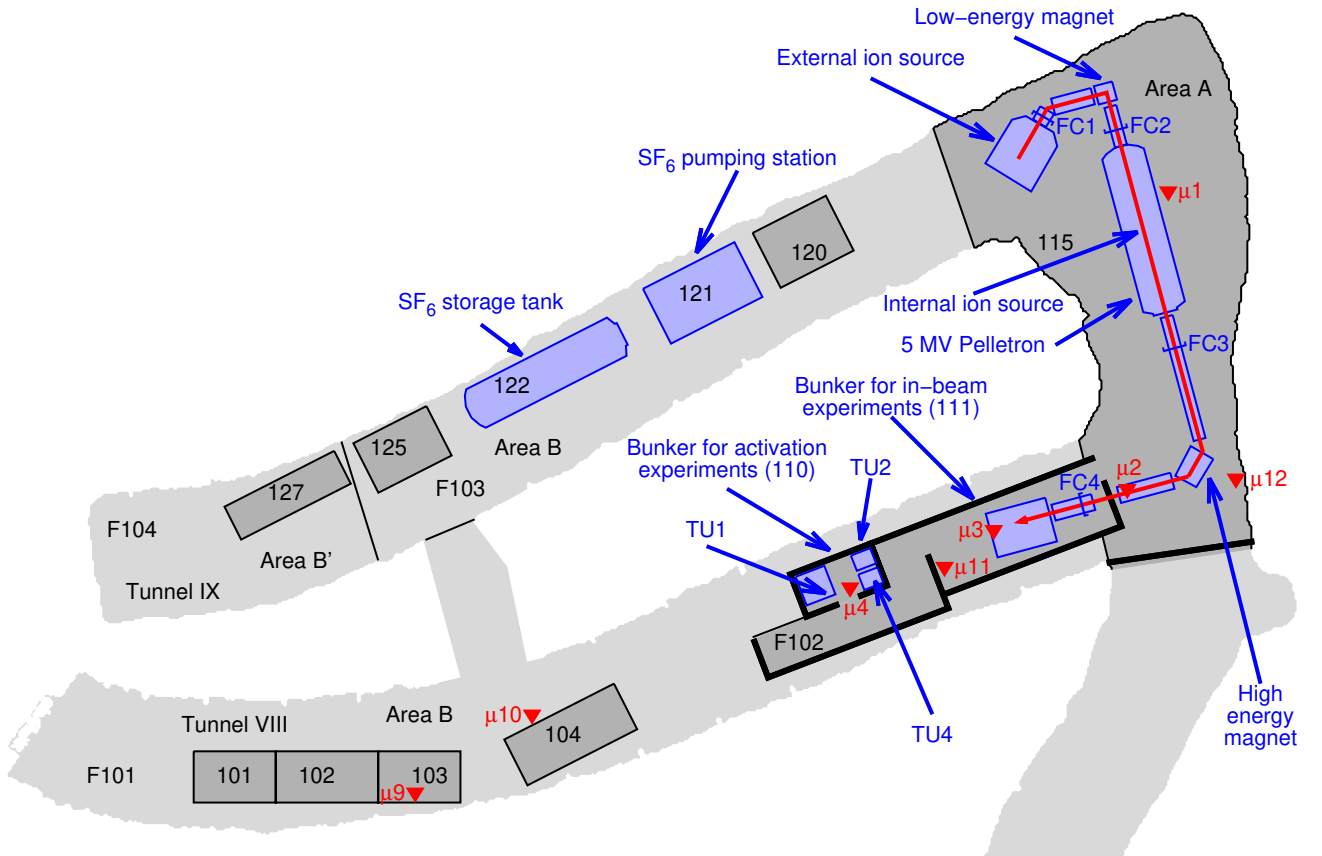 Low−energy magnet
External ion source
Area A
FC1
FC2
SF6 pumping station
μ1
120
115
121
Internal ion source
SF6 storage tank
5 MV Pelletron
FC3
122
Bunker for in−beam
experiments (111)
125
Area B
Bunker for activation
experiments (110)
TU2
μ2
μ12
127
F103
FC4
F104
TU1
μ3
Area B’
μ11
Tunnel IX
μ4
F102
High
energy
magnet
Tunnel VIII
Area B
μ10
104
TU4
F101
101
102
103
μ9